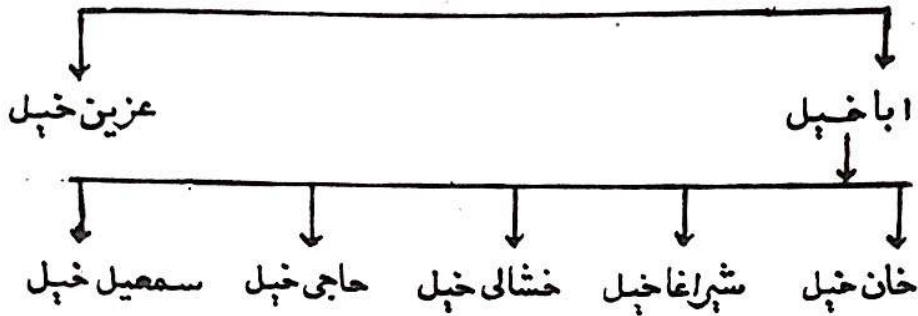 ابا خیل عزین خیل
خان خیل شیراغا خیل خشالی خیل حاجی خیل سمعیل خیل